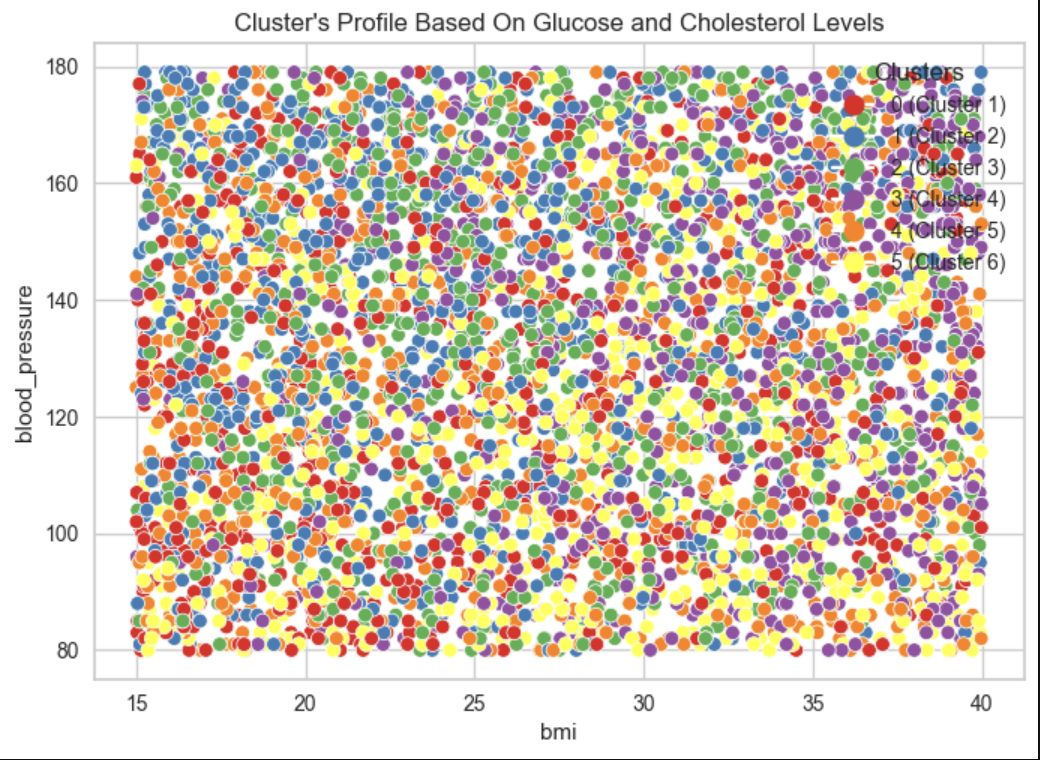 Cluster's Profile Based On Glucose and Cholesterol Levels
180
160
140
120
100
80
blood_pressure
Clusters
0 (Cluster 1)
1 (Cluster 2)
2 (Cluster 3)
3 (Cluster 4)
4 (Cluster 5)
5 (Cluster 6)
15 20 25 30 35 40
bmi